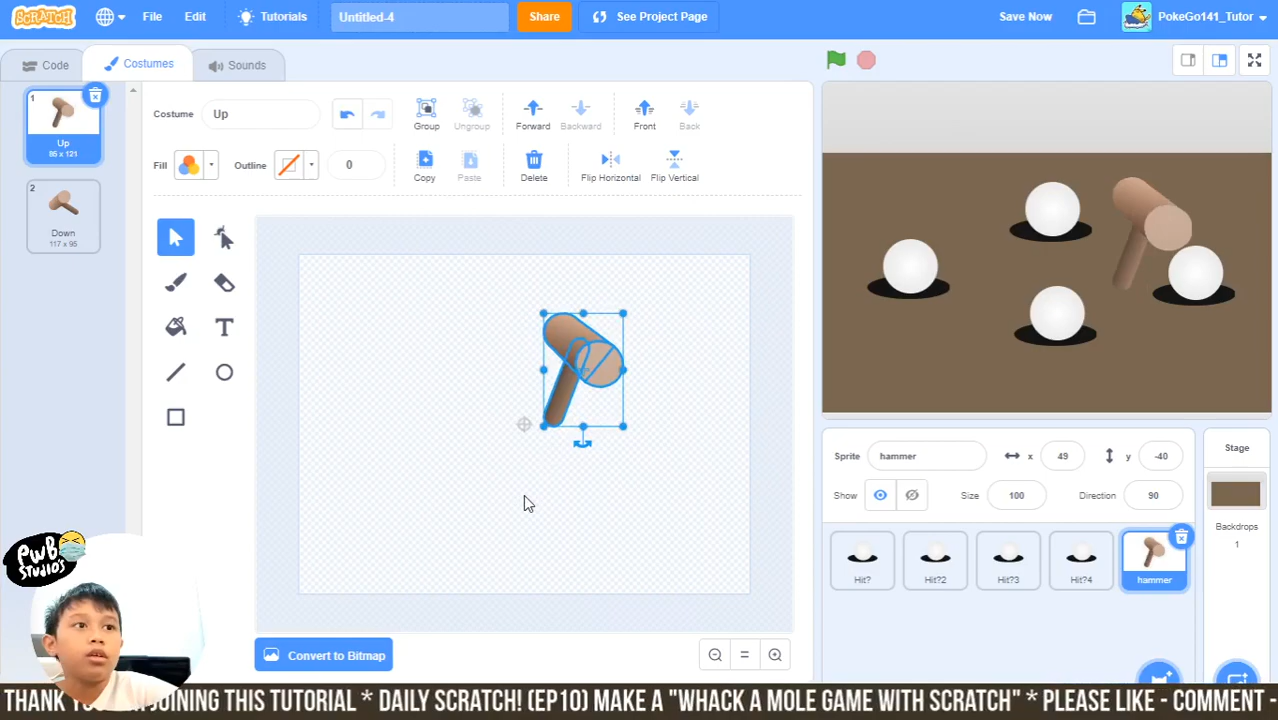 SCRATCH File Edit Tutorials Untitled-4 Share See Project Page Save Now PokeGo141_Tutor
Code Costumes Sounds
1
Up
85 x 121
2
Down
117 x 95
Costume Up Group Ungroup Forward Backward Front Back
Fill Outline 0 Copy Paste Delete Flip Horizontal Flip Vertical
Convert to Bitmap
Sprite hammer x 49 y -40
Show Size 100 Direction 90
Hit? Hit?2 Hit?3 Hit?4 hammer
Stage
Backdrops
1
PWB
STUDIO'S
THANK YOU JOINING THIS TUTORIAL * DAILY SCRATCH! (EP10) MAKE A "WHACK A MOLE GAME WITH SCRATCH" * PLEASE LIKE - COMMENT -